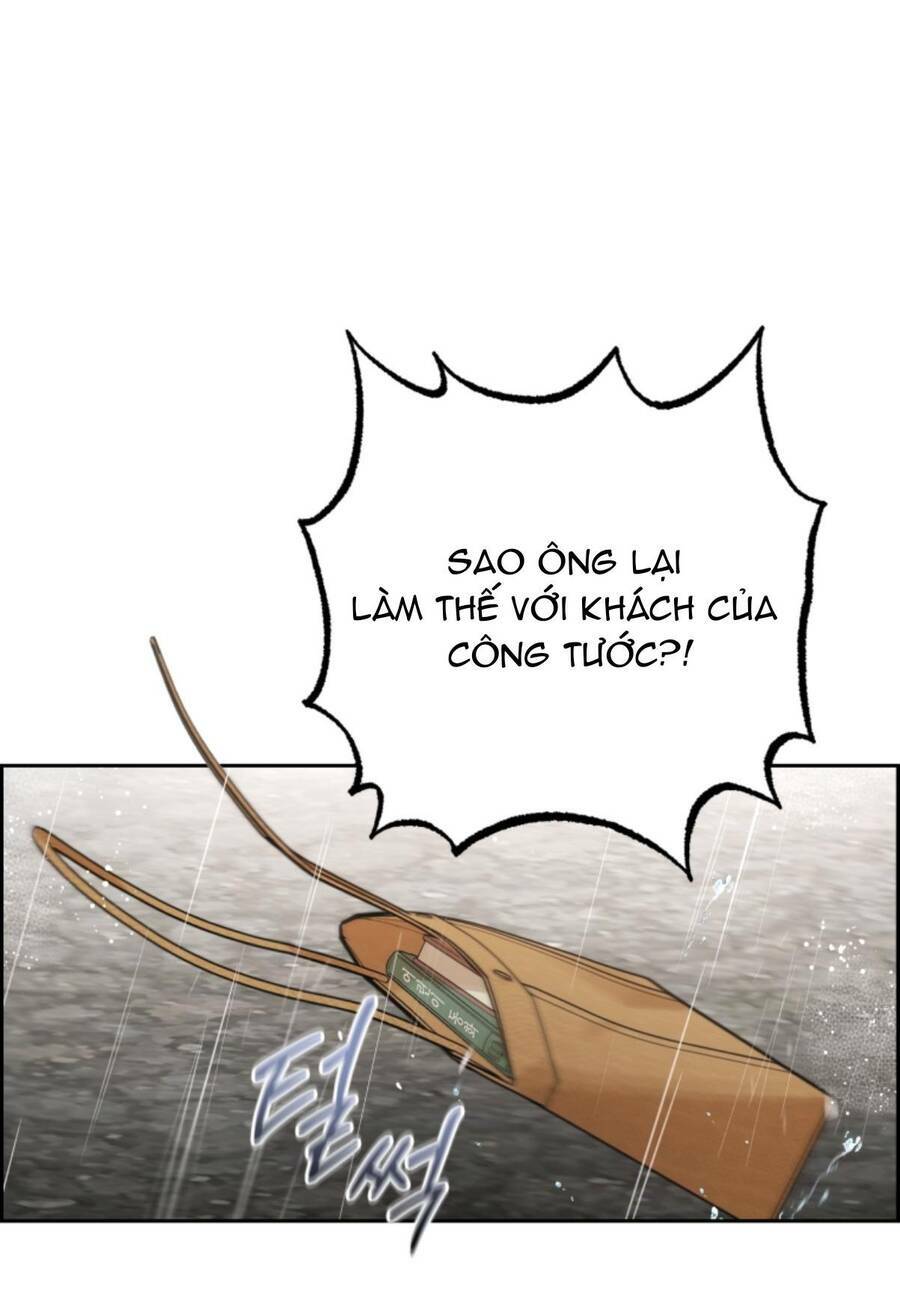 SAO ÔNG LẠI
LÀM THẾ VỚI KHÁCH CỦA
CÔNG TƯỚC?!
털썩